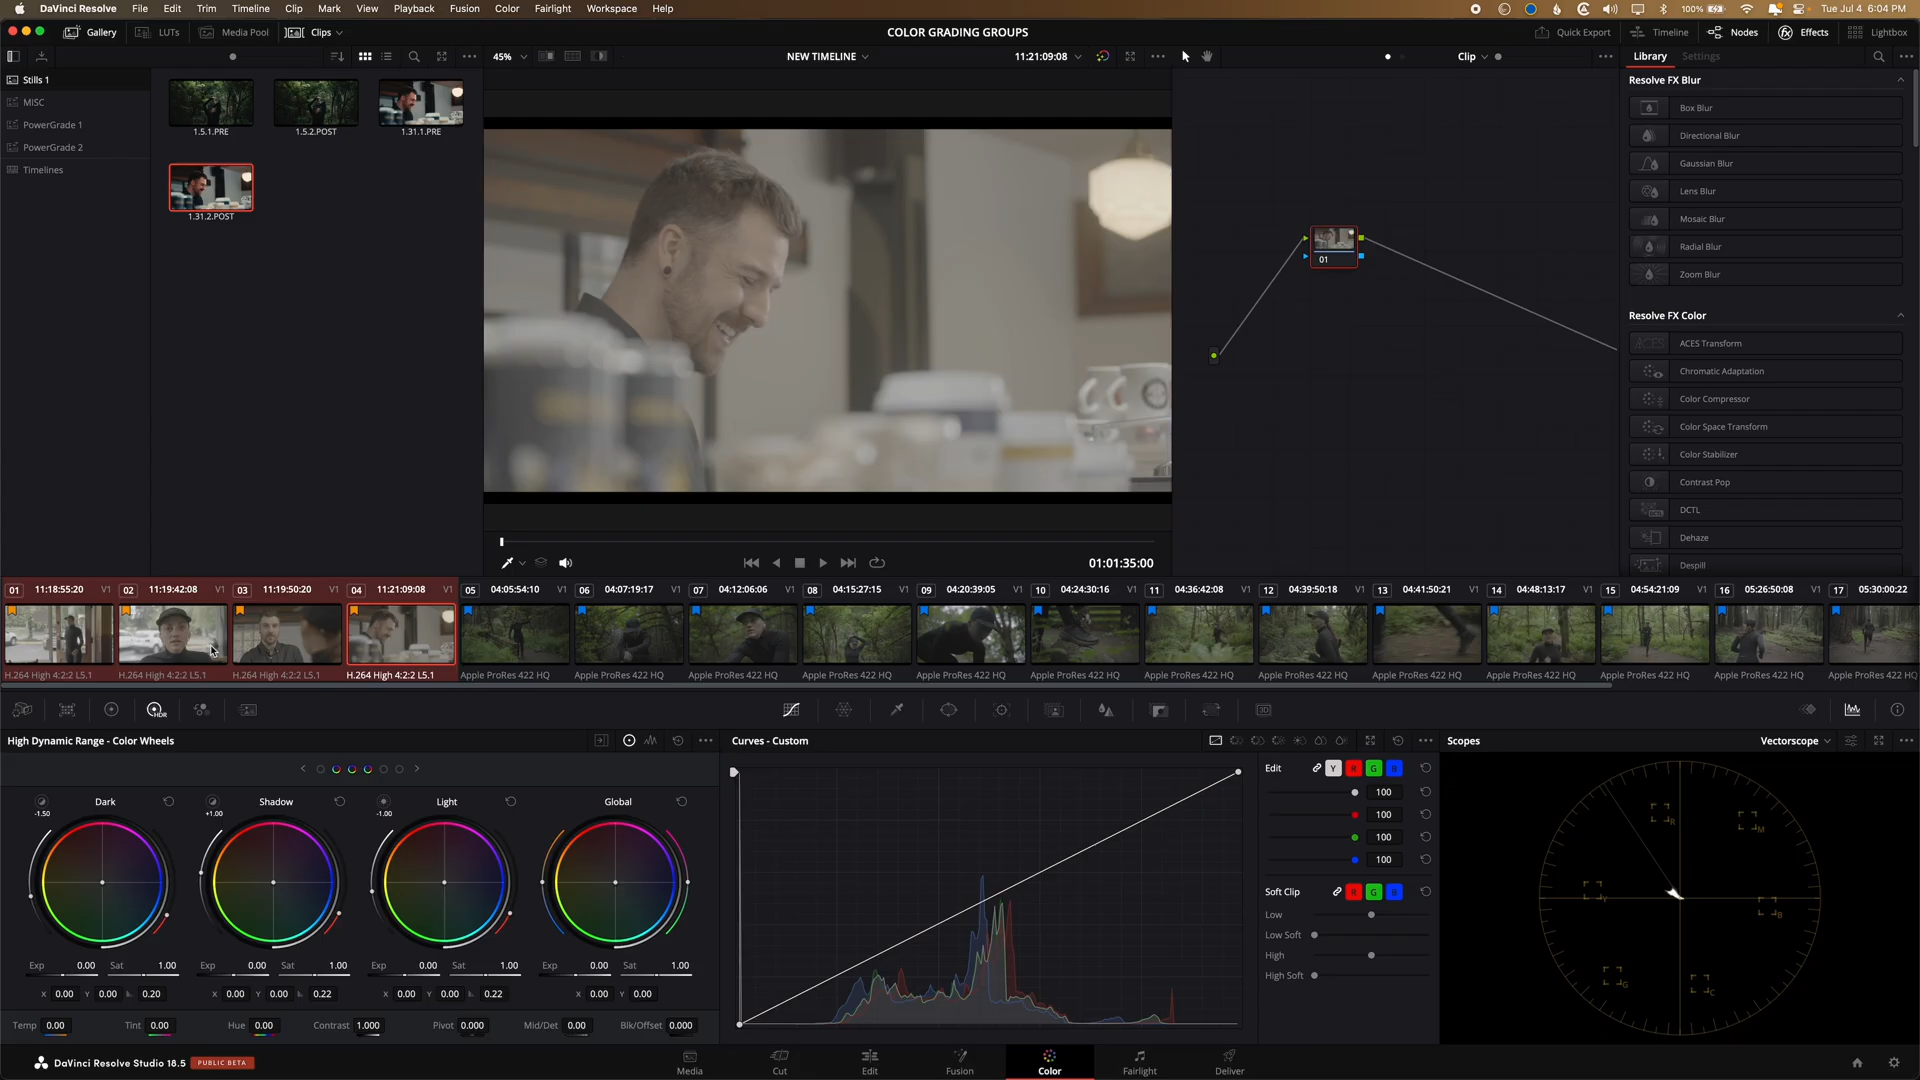 DaVinci Resolve File Edit Trim Timeline Clip Mark View Playback Fusion Color Fairlight Workspace Help
100% Tue Jul 4 6:04 PM
Gallery LUTs Media Pool Clips
COLOR GRADING GROUPS
Quick Export Timeline Nodes Effects Lightbox
45%
NEW TIMELINE
11:21:09:08
Clip
Library Settings
Stills 1
MISC
PowerGrade 1
PowerGrade 2
Timelines
1.5.1.PRE 1.5.2.POST 1.31.1.PRE
1.31.2.POST
01
Resolve FX Blur
Box Blur
Directional Blur
Gaussian Blur
Lens Blur
Mosaic Blur
Radial Blur
Zoom Blur
Resolve FX Color
ACES ACES Transform
Chromatic Adaptation
Color Compressor
Color Space Transform
Color Stabilizer
Contrast Pop
DCTL
Dehaze
Despill
01:01:35:00
01 11:18:55:20 V1 02 11:19:42:08 V1 03 11:19:50:20 V1 04 11:21:09:08 V1 05 04:05:54:10 V1 06 04:07:19:17 V1 07 04:12:06:06 V1 08 04:15:27:15 V1 09 04:20:39:05 V1 10 04:24:30:16 V1 11 04:36:42:08 V1 12 04:39:50:18 V1 13 04:41:50:21 V1 14 04:48:13:17 V1 15 04:54:21:09 V1 16 05:26:50:08 V1 17 05:30:00:22 V1
H.264 High 4:2:2 L5.1 H.264 High 4:2:2 L5.1 H.264 High 4:2:2 L5.1 H.264 High 4:2:2 L5.1 Apple ProRes 422 HQ Apple ProRes 422 HQ Apple ProRes 422 HQ Apple ProRes 422 HQ Apple ProRes 422 HQ Apple ProRes 422 HQ Apple ProRes 422 HQ Apple ProRes 422 HQ Apple ProRes 422 HQ Apple ProRes 422 HQ Apple ProRes 422 HQ Apple ProRes 422 HQ Apple ProRes 422 HQ
HDR
3D
High Dynamic Range - Color Wheels
Curves - Custom
Scopes
Vectorscope
Dark Shadow Light Global
-1.50 +1.00 -1.00
Exp 0.00 Sat 1.00 Exp 0.00 Sat 1.00 Exp 0.00 Sat 1.00 Exp 0.00 Sat 1.00
X 0.00 Y 0.00 0.20 X 0.00 Y 0.00 0.22 X 0.00 Y 0.00 0.22 X 0.00 Y 0.00
Temp 0.00 Tint 0.00 Hue 0.00 Contrast 1.000 Pivot 0.000 Mid/Det 0.00 Blk/Offset 0.000
Edit Y R G B
100
100
100
100
Soft Clip R G B
Low
Low Soft
High
High Soft
R
M
Y
B
G
C
DaVinci Resolve Studio 18.5 PUBLIC BETA
Media Cut Edit Fusion Color Fairlight Deliver